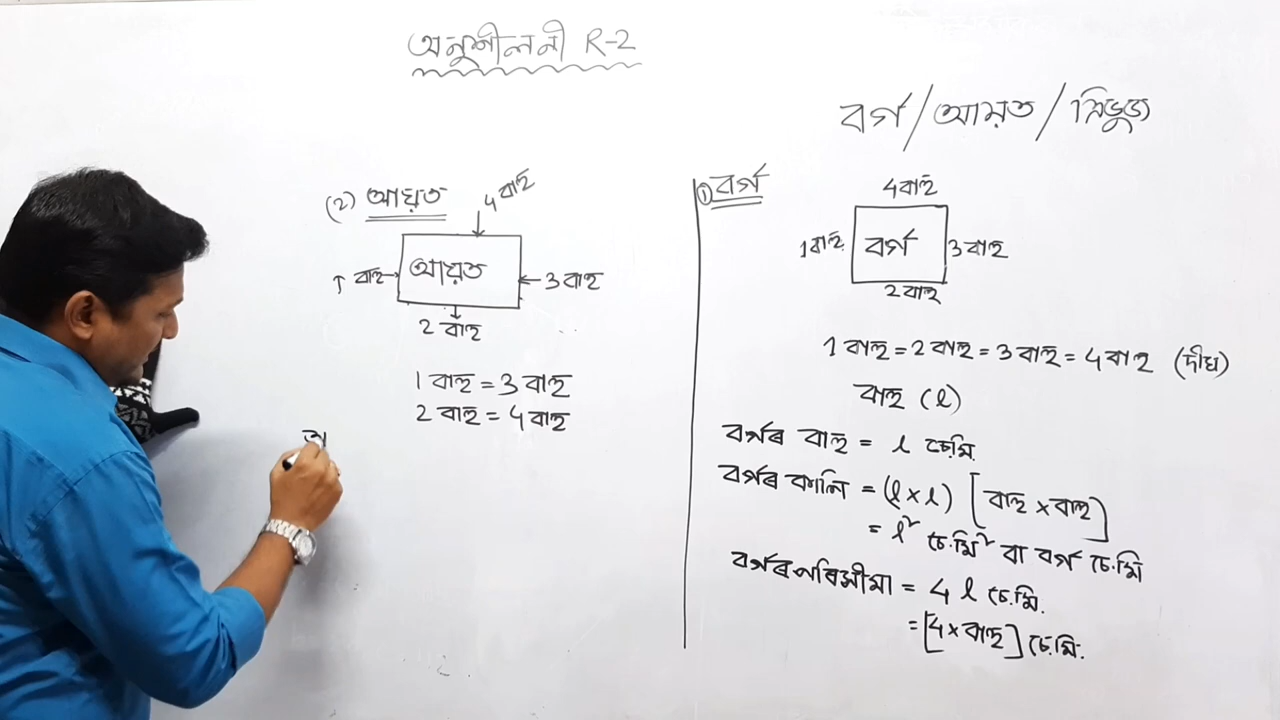 অনুশীলনী R-2
বৰ্গ/আয়ত/ত্ৰিভুজ
(2) আয়ত
4 বাহু
আয়ত
1 বাহু
3 বাহু
2 বাহু
1 বাহু = 3 বাহু
2 বাহু = 4 বাহু
① বৰ্গ
4 বাহু
1 বাহু
বৰ্গ
3 বাহু
2 বাহু
1 বাহু = 2 বাহু = 3 বাহু = 4 বাহু (দীঘ)
বাহু (l)
বৰ্গৰ বাহু = l চে.মি.
বৰ্গৰ কালি = (l × l) [বাহু × বাহু]
= l² চে.মি² বা বৰ্গ চে.মি
বৰ্গৰ পৰিসীমা = 4 l চে.মি.
= [4 × বাহু] চে.মি.